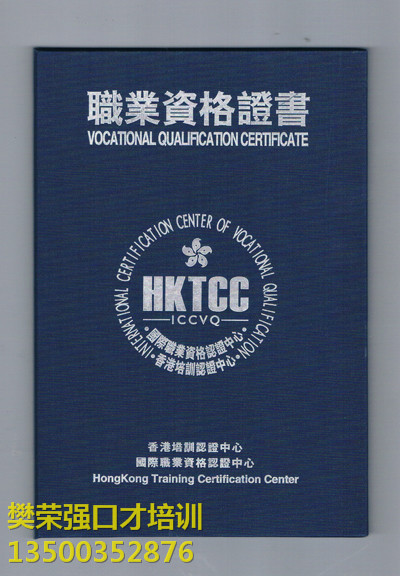 職業資格證書
VOCATIONAL QUALIFICATION CERTIFICATE
INTERNATIONAL CERTIFICATION CENTER OF VOCATIONAL QUALIFICATION
HKTCC
ICCVQ
·國際職業資格認證中心·
·香港培訓認證中心·
香港培訓認證中心
國際職業資格認證中心
HongKong Training Certification Center
樊荣强口才培训
13500352876